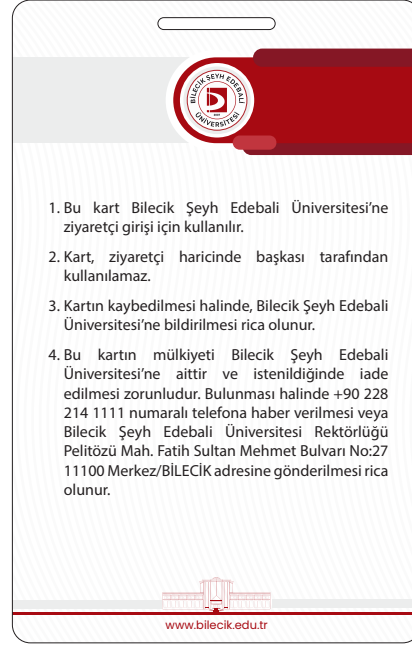 BİLECİK ŞEYH EDEBALİ
ÜNİVERSİTESİ
1. Bu kart Bilecik Şeyh Edebali Üniversitesi'ne
ziyaretçi girişi için kullanılır.
2. Kart, ziyaretçi haricinde başkası tarafından
kullanılamaz.
3. Kartın kaybedilmesi halinde, Bilecik Şeyh Edebali
Üniversitesi'ne bildirilmesi rica olunur.
4. Bu kartın mülkiyeti Bilecik Şeyh Edebali
Üniversitesi'ne aittir ve istenildiğinde iade
edilmesi zorunludur. Bulunması halinde +90 228
214 1111 numaralı telefona haber verilmesi veya
Bilecik Şeyh Edebali Üniversitesi Rektörlüğü
Pelitözü Mah. Fatih Sultan Mehmet Bulvarı No:27
11100 Merkez/BİLECİK adresine gönderilmesi rica
olunur.
www.bilecik.edu.tr